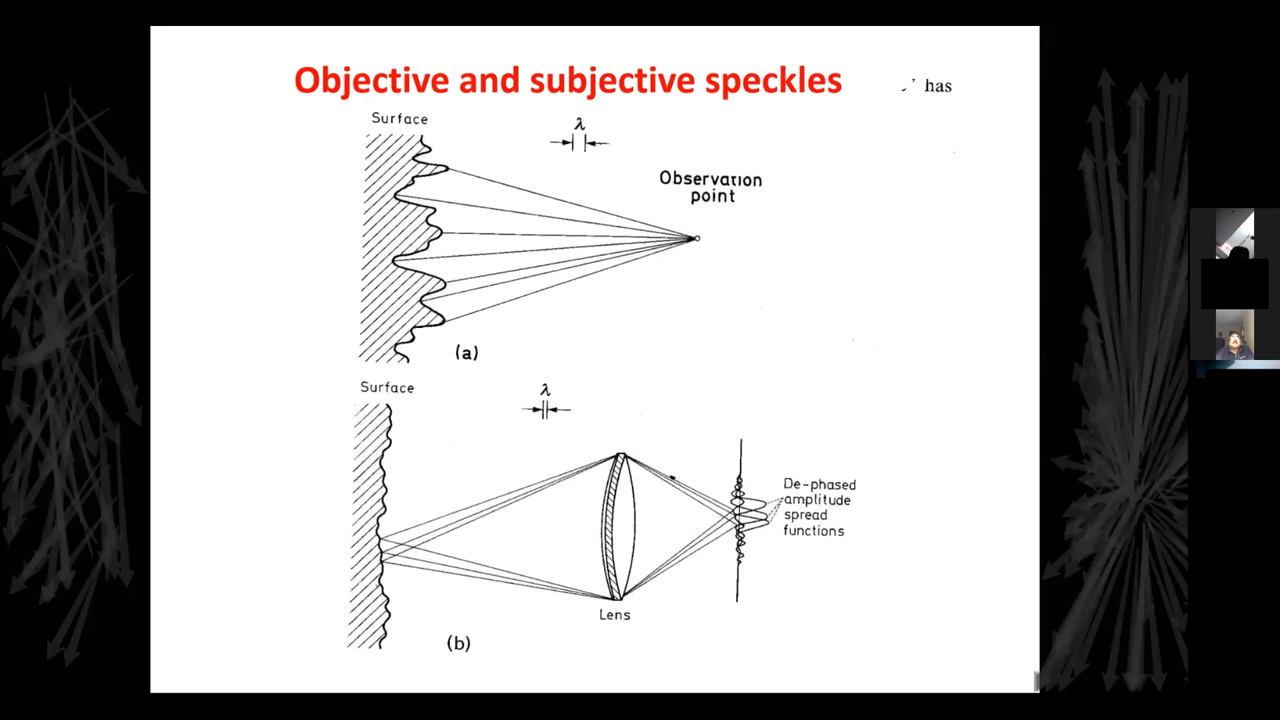 Objective and subjective speckles
has
Surface
λ
Observation
point
(a)
Surface
λ
De-phased
amplitude
spread
functions
Lens
(b)